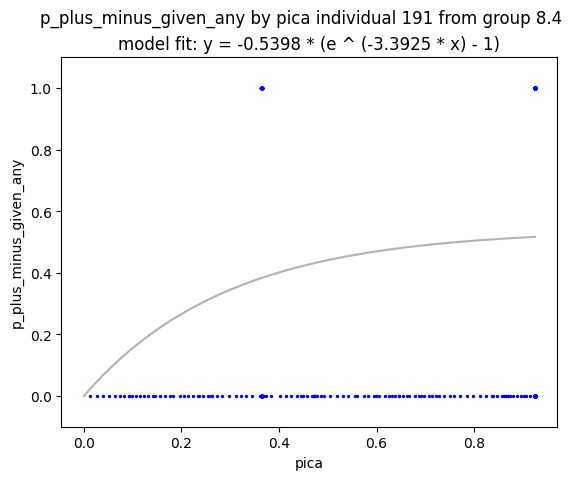 p_plus_minus_given_any by pica individual 191 from group 8.4
model fit: y = -0.5398 * (e ^ (-3.3925 * x) - 1)
1.0
0.8
0.6
0.4
0.2
0.0
p_plus_minus_given_any
0.0 0.2 0.4 0.6 0.8
pica